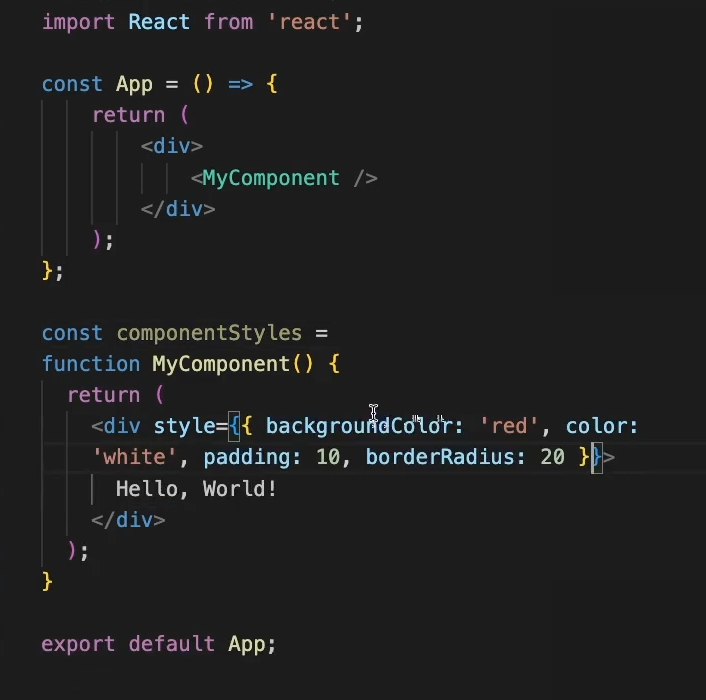 import React from 'react';
const App = () => {
return (
<div>
<MyComponent />
</div>
);
};
const componentStyles =
function MyComponent() {
return (
<div style={{ backgroundColor: 'red', color:
'white', padding: 10, borderRadius: 20 }}>
Hello, World!
</div>
);
}
export default App;